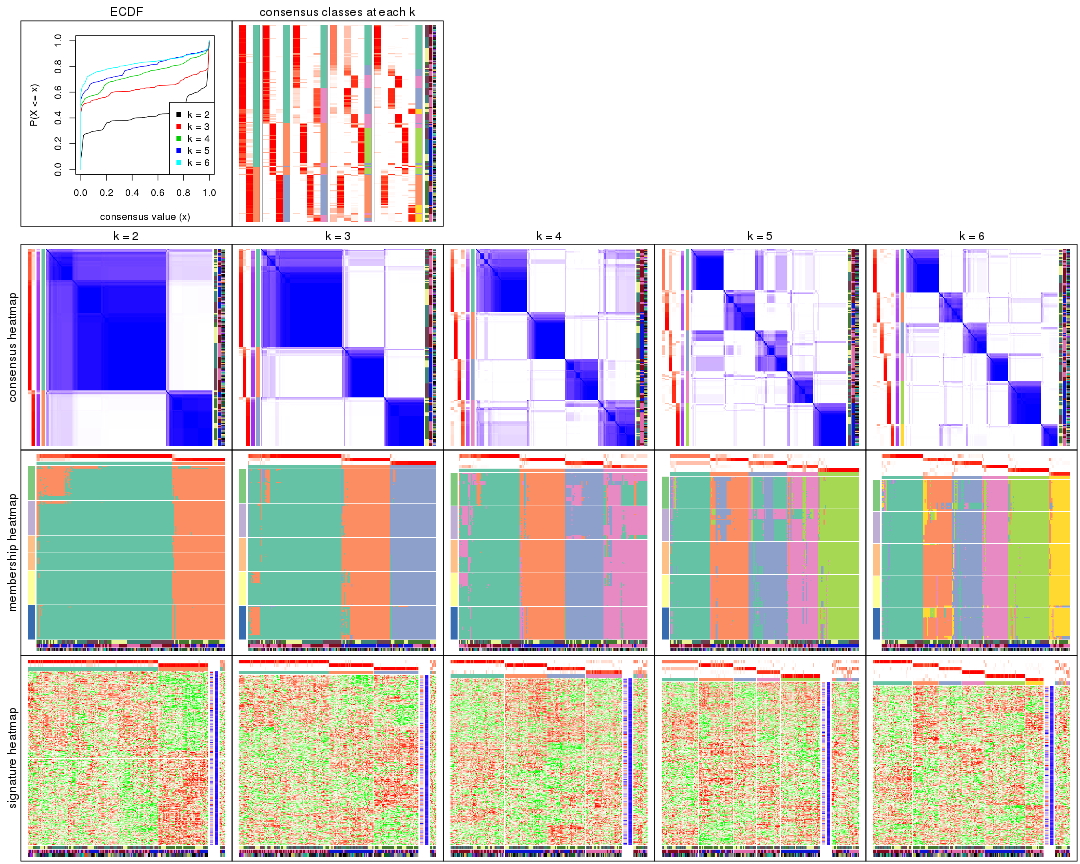 ECDF
consensus classes at each k
P(X <= x)
0.0
0.2
0.4
0.6
0.8
1.0
k = 2
k = 3
k = 4
k = 5
k = 6
0.0 0.2 0.4 0.6 0.8 1.0
consensus value (x)
k = 2
k = 3
k = 4
k = 5
k = 6
consensus heatmap
membership heatmap
signature heatmap